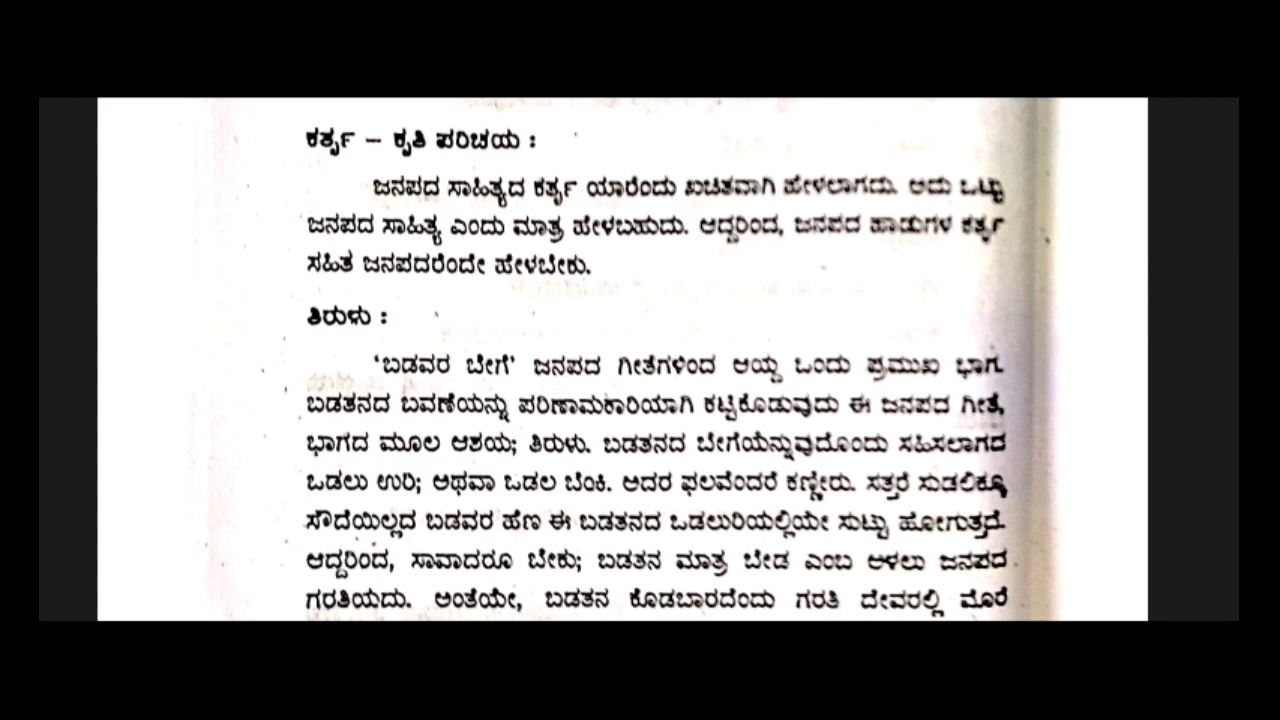 ಕರ್ತೃ – ಕೃತಿ ಪರಿಚಯ :
ಜನಪದ ಸಾಹಿತ್ಯದ ಕರ್ತೃ ಯಾರೆಂದು ಖಚಿತವಾಗಿ ಹೇಳಲಾಗದು. ಅದು ಒಟ್ಟು
ಜನಪದ ಸಾಹಿತ್ಯ ಎಂದು ಮಾತ್ರ ಹೇಳಬಹುದು. ಆದ್ದರಿಂದ, ಜನಪದ ಹಾಡುಗಳ ಕರ್ತೃ
ಸಹಿತ ಜನಪದರೆಂದೇ ಹೇಳಬೇಕು.
ತಿರುಳು :
'ಬಡವರ ಬೇಗೆ' ಜನಪದ ಗೀತೆಗಳಿಂದ ಆಯ್ದ ಒಂದು ಪ್ರಮುಖ ಭಾಗ.
ಬಡತನದ ಬವಣೆಯನ್ನು ಪರಿಣಾಮಕಾರಿಯಾಗಿ ಕಟ್ಟಿಕೊಡುವುದು ಈ ಜನಪದ ಗೀತೆ,
ಭಾಗದ ಮೂಲ ಆಶಯ; ತಿರುಳು. ಬಡತನದ ಬೇಗೆಯೆನ್ನುವುದೊಂದು ಸಹಿಸಲಾಗದ
ಒಡಲು ಉರಿ; ಅಥವಾ ಒಡಲ ಬೆಂಕಿ. ಅದರ ಫಲವೆಂದರೆ ಕಣ್ಣೀರು. ಸತ್ತರೆ ಸುಡಲಿಕ್ಕೂ
ಸೌದೆಯಿಲ್ಲದ ಬಡವರ ಹೆಣ ಈ ಬಡತನದ ಒಡಲುರಿಯಲ್ಲಿಯೇ ಸುಟ್ಟು ಹೋಗುತ್ತದೆ.
ಆದ್ದರಿಂದ, ಸಾವಾದರೂ ಬೇಕು; ಬಡತನ ಮಾತ್ರ ಬೇಡ ಎಂಬ ಅಳಲು ಜನಪದ
ಗರತಿಯದು. ಅಂತೆಯೇ, ಬಡತನ ಕೊಡಬಾರದೆಂದು ಗರತಿ ದೇವರಲ್ಲಿ ಮೊರೆ